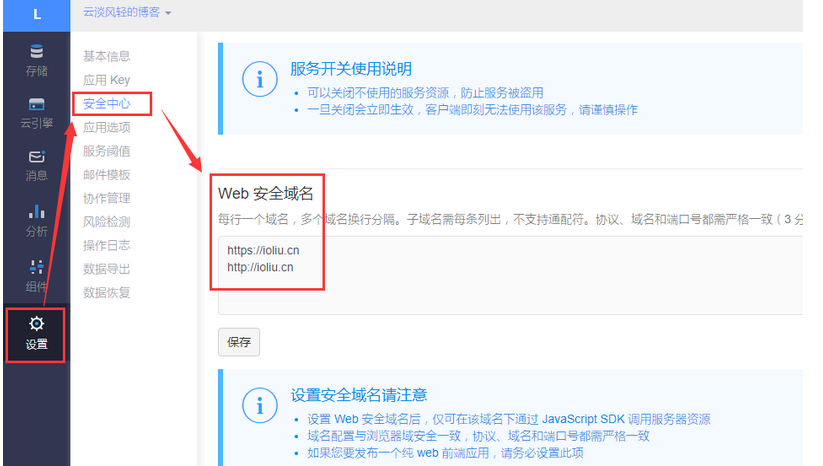 L
云淡风轻的博客
存储
云引擎
消息
分析
组件
设置
基本信息
应用 Key
安全中心
应用选项
服务阈值
邮件模板
协作管理
风险检测
操作日志
数据导出
数据恢复
服务开关使用说明
可以关闭不使用的服务资源，防止服务被盗用
一旦关闭会立即生效，客户端即刻无法使用该服务，请谨慎操作
Web 安全域名
每行一个域名，多个域名换行分隔。子域名需每条列出，不支持通配符。协议、域名和端口号都需严格一致（3 分
https://ioliu.cn
http://ioliu.cn
保存
设置安全域名请注意
设置 Web 安全域名后，仅可在该域名下通过 JavaScript SDK 调用服务器资源
域名配置与浏览器域安全一致，协议、域名和端口号都需严格一致
如果您要发布一个纯 web 前端应用，请务必设置此项